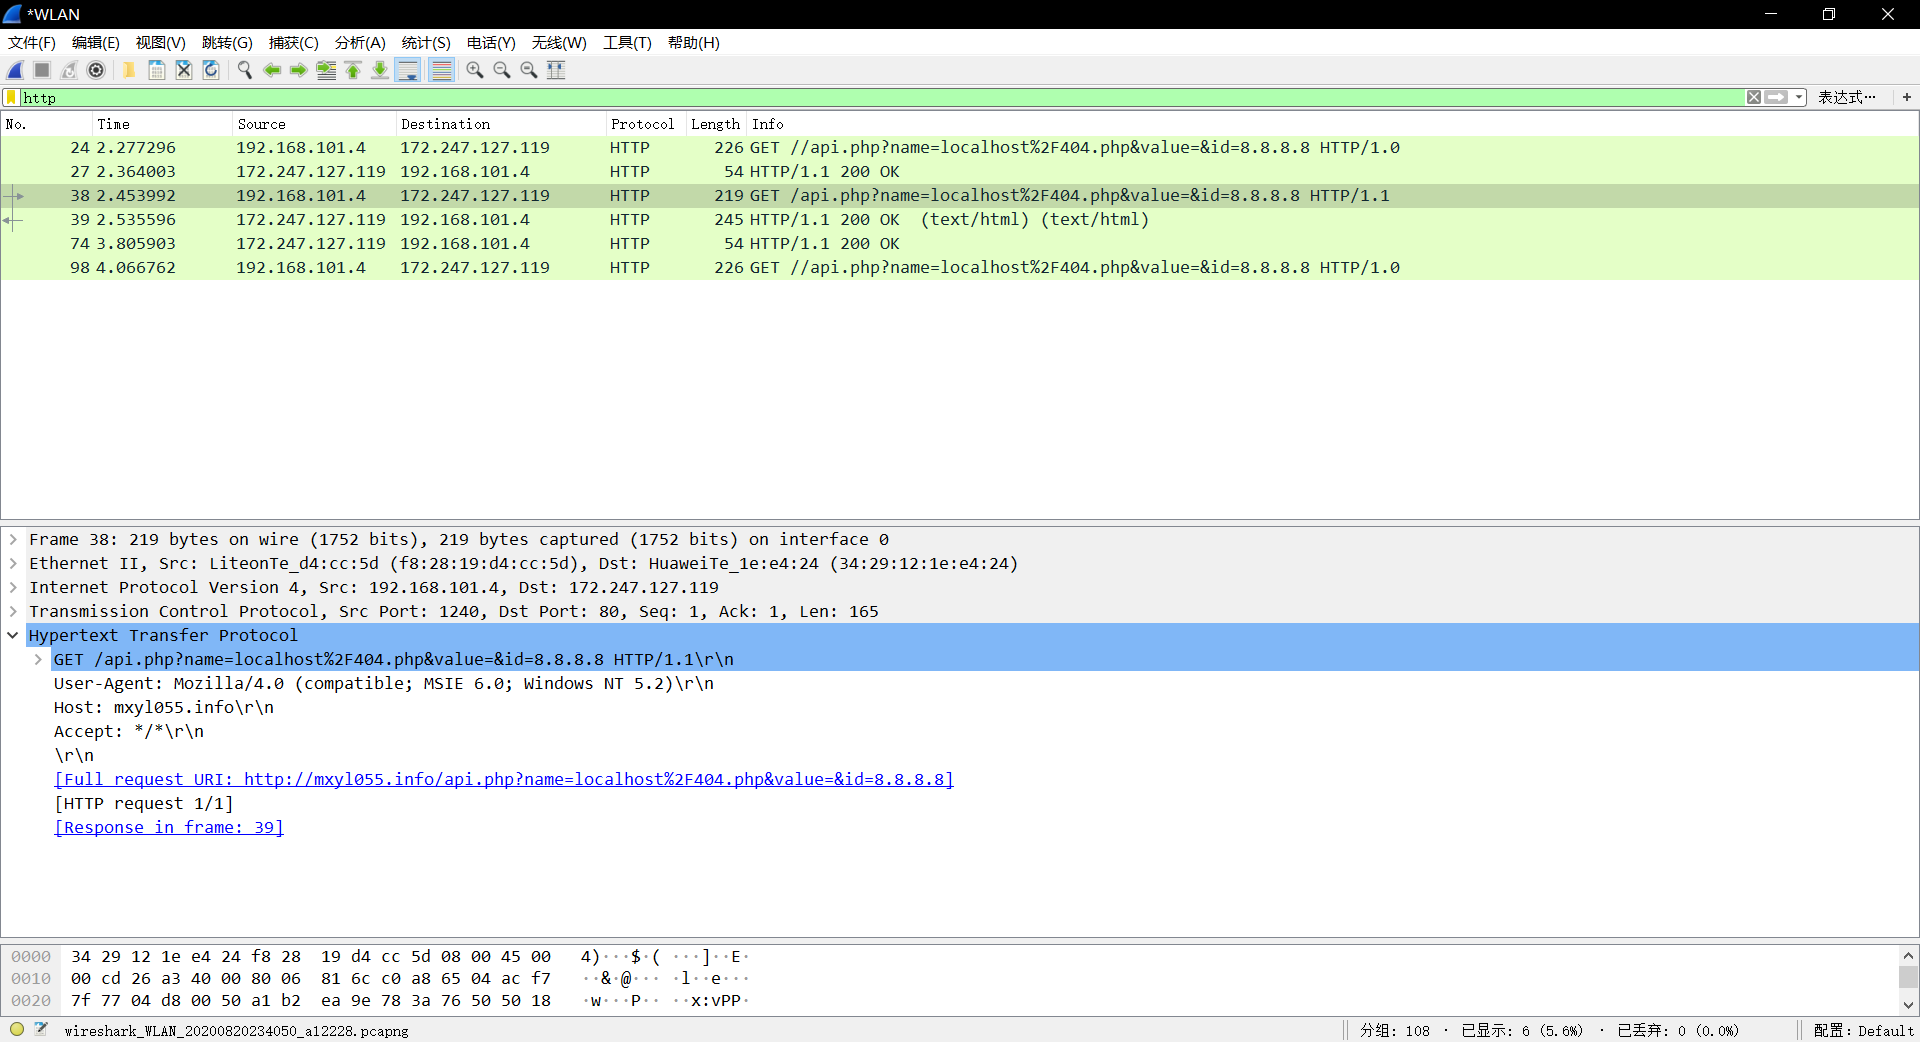 *WLAN
文件(F) 编辑(E) 视图(V) 跳转(G) 捕获(C) 分析(A) 统计(S) 电话(Y) 无线(W) 工具(T) 帮助(H)
http 表达式… +
No. Time Source Destination Protocol Length Info
24 2.277296 192.168.101.4 172.247.127.119 HTTP 226 GET //api.php?name=localhost%2F404.php&value=&id=8.8.8.8 HTTP/1.0
27 2.364003 172.247.127.119 192.168.101.4 HTTP 54 HTTP/1.1 200 OK
38 2.453992 192.168.101.4 172.247.127.119 HTTP 219 GET /api.php?name=localhost%2F404.php&value=&id=8.8.8.8 HTTP/1.1
39 2.535596 172.247.127.119 192.168.101.4 HTTP 245 HTTP/1.1 200 OK  (text/html) (text/html)
74 3.805903 172.247.127.119 192.168.101.4 HTTP 54 HTTP/1.1 200 OK
98 4.066762 192.168.101.4 172.247.127.119 HTTP 226 GET //api.php?name=localhost%2F404.php&value=&id=8.8.8.8 HTTP/1.0
Frame 38: 219 bytes on wire (1752 bits), 219 bytes captured (1752 bits) on interface 0
Ethernet II, Src: LiteonTe_d4:cc:5d (f8:28:19:d4:cc:5d), Dst: HuaweiTe_1e:e4:24 (34:29:12:1e:e4:24)
Internet Protocol Version 4, Src: 192.168.101.4, Dst: 172.247.127.119
Transmission Control Protocol, Src Port: 1240, Dst Port: 80, Seq: 1, Ack: 1, Len: 165
Hypertext Transfer Protocol
GET /api.php?name=localhost%2F404.php&value=&id=8.8.8.8 HTTP/1.1\r\n
User-Agent: Mozilla/4.0 (compatible; MSIE 6.0; Windows NT 5.2)\r\n
Host: mxyl055.info\r\n
Accept: */*\r\n
\r\n
[Full request URI: http://mxyl055.info/api.php?name=localhost%2F404.php&value=&id=8.8.8.8]
[HTTP request 1/1]
[Response in frame: 39]
0000 34 29 12 1e e4 24 f8 28 19 d4 cc 5d 08 00 45 00 4)···$·( ···]··E·
0010 00 cd 26 a3 40 00 80 06 81 6c c0 a8 65 04 ac f7 ··&·@··· ·l··e···
0020 7f 77 04 d8 00 50 a1 b2 ea 9e 78 3a 76 50 50 18 ·w···P·· ··x:vPP·
wireshark_WLAN_20200820234050_a12228.pcapng 分组: 108 · 已显示: 6 (5.6%) · 已丢弃: 0 (0.0%) 配置: Default